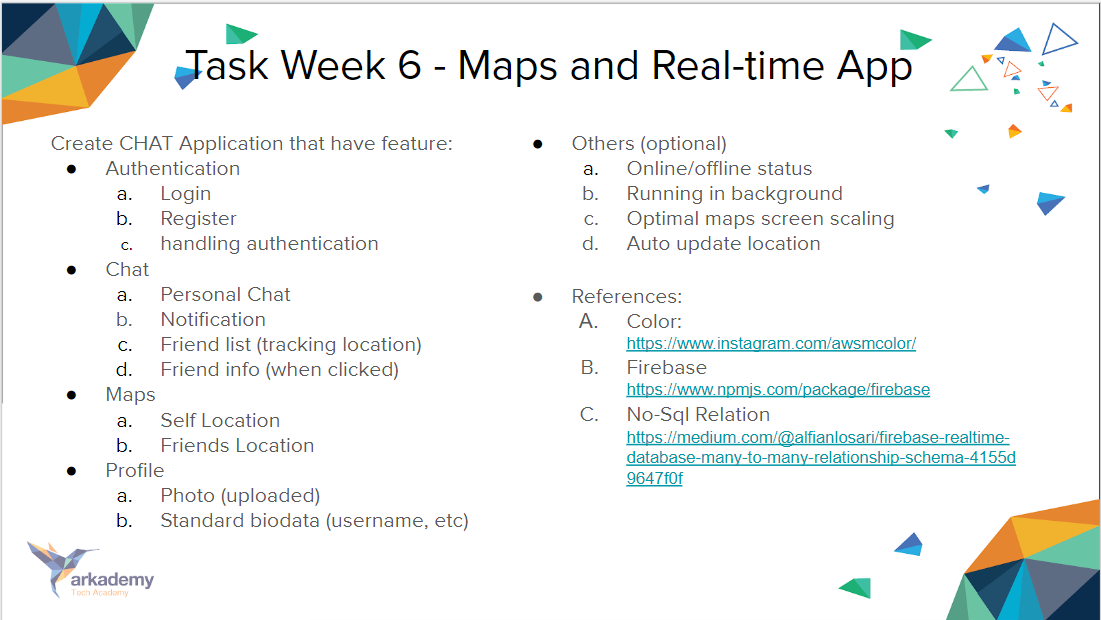 Task Week 6 - Maps and Real-time App
Create CHAT Application that have feature:
● Authentication
a. Login
b. Register
c. handling authentication
● Chat
a. Personal Chat
b. Notification
c. Friend list (tracking location)
d. Friend info (when clicked)
● Maps
a. Self Location
b. Friends Location
● Profile
a. Photo (uploaded)
b. Standard biodata (username, etc)
● Others (optional)
a. Online/offline status
b. Running in background
c. Optimal maps screen scaling
d. Auto update location
● References:
A. Color:
https://www.instagram.com/awsmcolor/
B. Firebase
https://www.npmjs.com/package/firebase
C. No-Sql Relation
https://medium.com/@alfianlosari/firebase-realtime-
database-many-to-many-relationship-schema-4155d
9647f0f
arkademy
Tech Academy